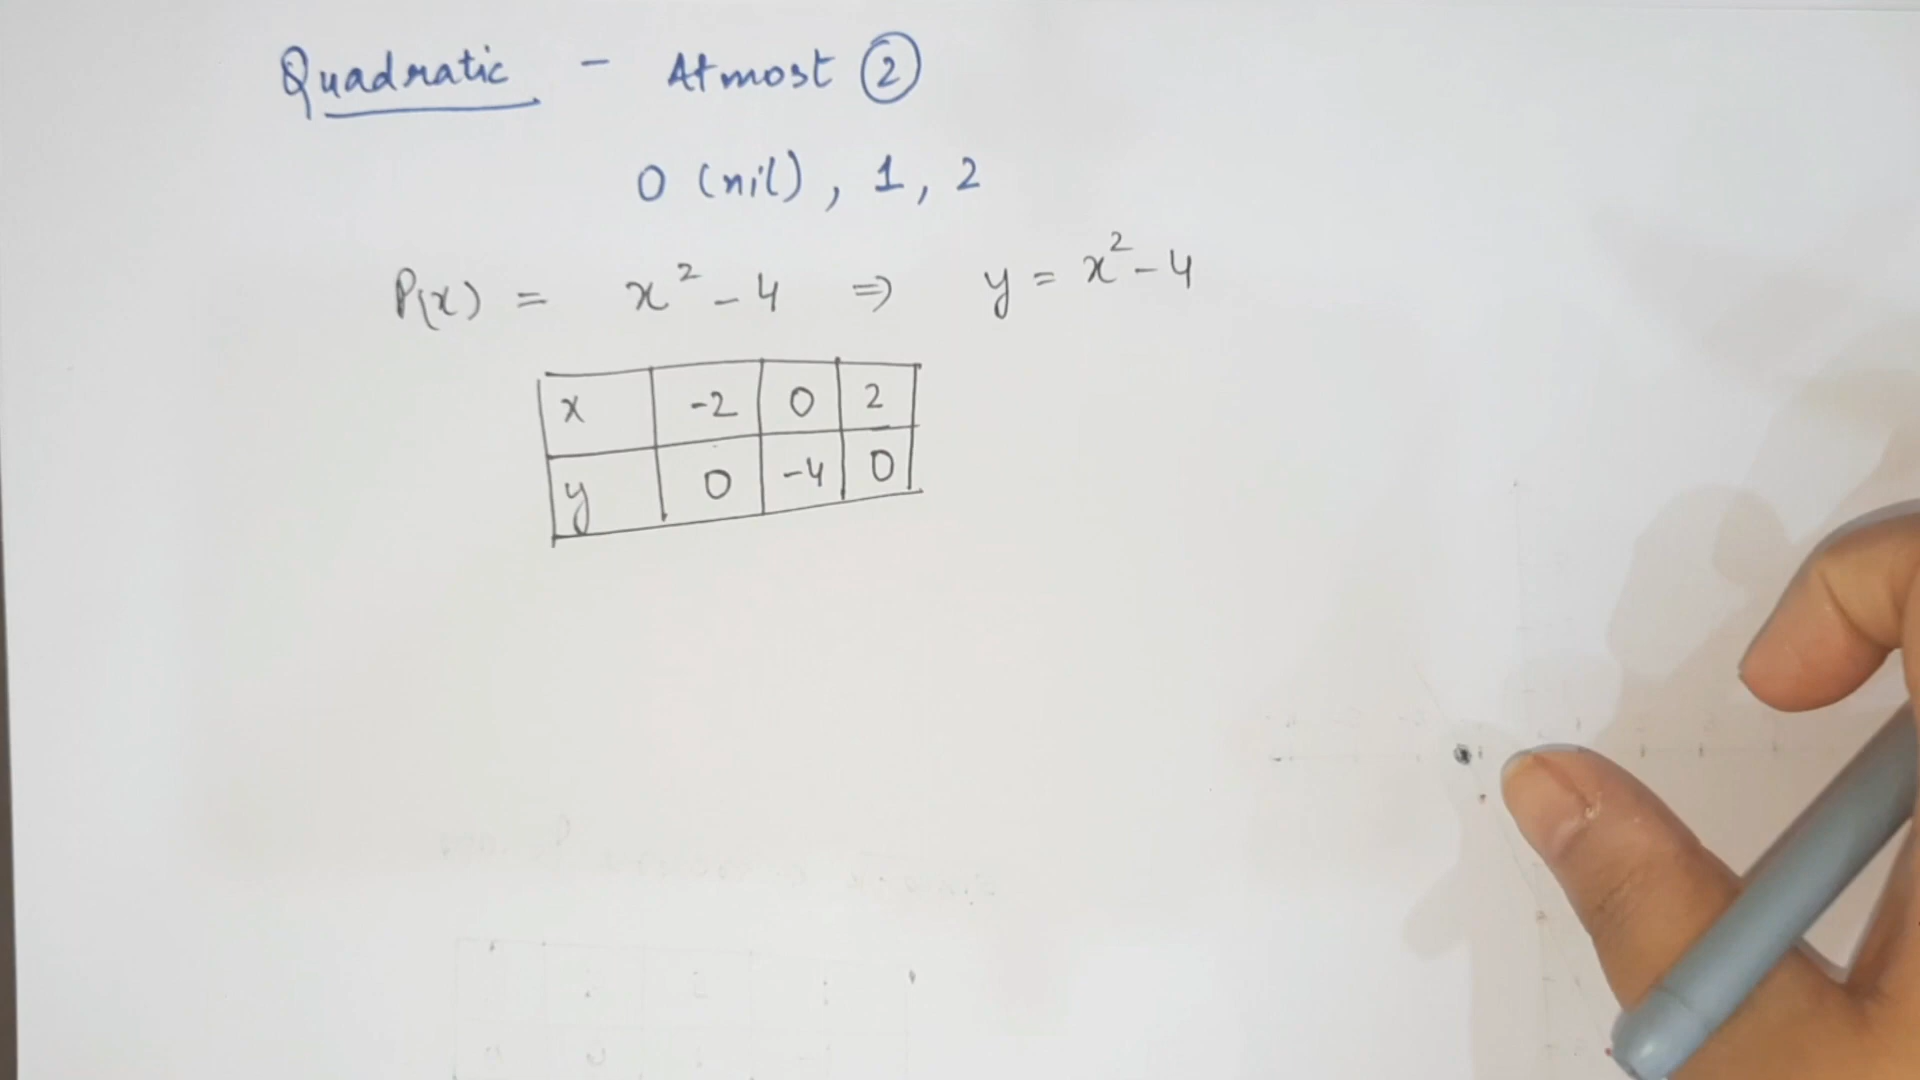 Quadratic - Atmost 2
0 (nil), 1, 2
P(x) = x² - 4 ⇒ y = x² - 4
x -2 0 2
y 0 -4 0